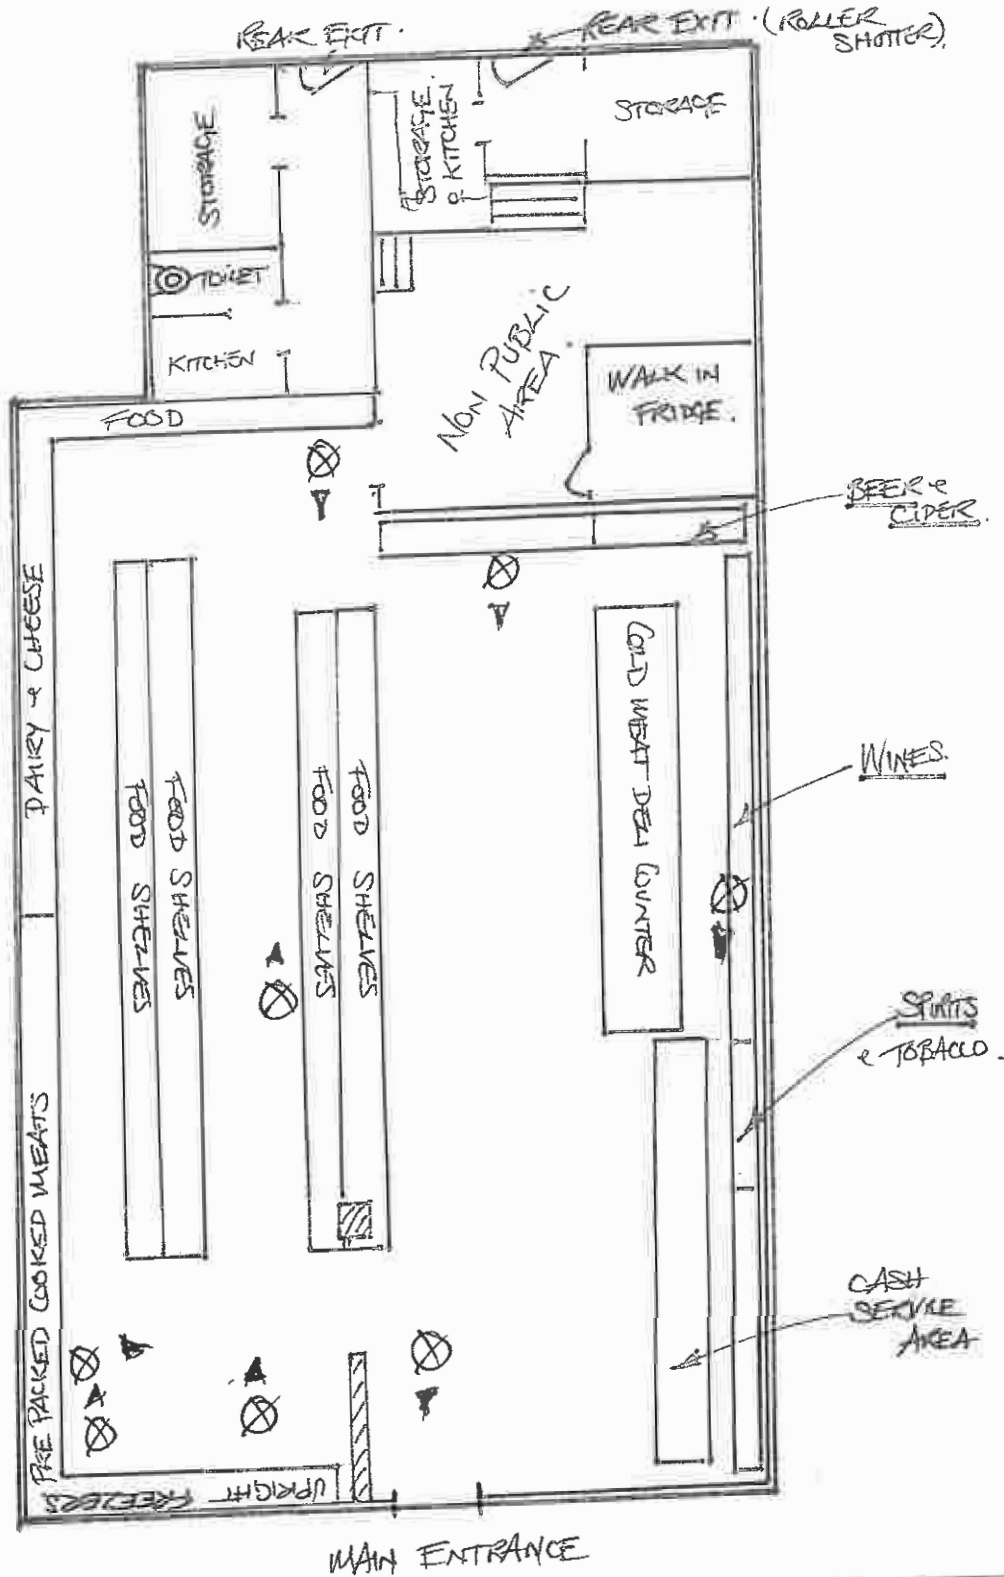 REAR EXIT.
REAR EXIT. (ROLLER
SHUTTER).
STORAGE
STORAGE
& KITCHEN
STORAGE
TOILET
KITCHEN
FOOD
NON PUBLIC
AREA
WALK IN
FRIDGE.
BEER &
CIDER.
DAIRY & CHEESE
FOOD SHELVES
FOOD SHELVES
FOOD SHELVES
FOOD SHELVES
COLD MEAT DELI COUNTER
WINES.
SPIRITS
& TOBACCO.
PRE PACKED COOKED MEATS
CASH
SERVICE
AREA
UPRIGHT FREEZERS
MAIN ENTRANCE